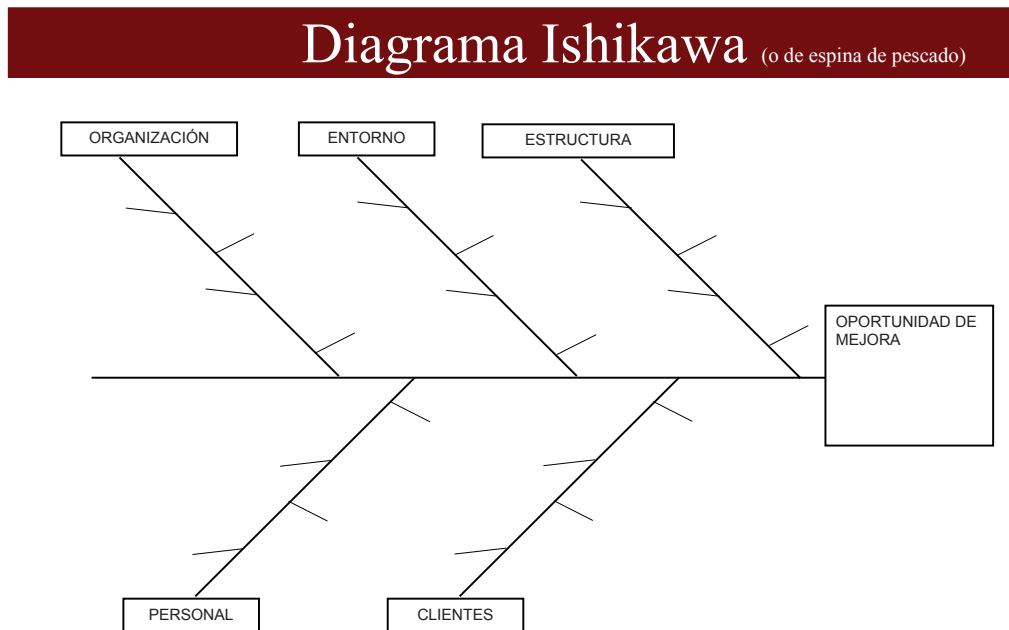 Diagrama Ishikawa (o de espina de pescado)
ORGANIZACIÓN
ENTORNO
ESTRUCTURA
OPORTUNIDAD DE
MEJORA
PERSONAL
CLIENTES